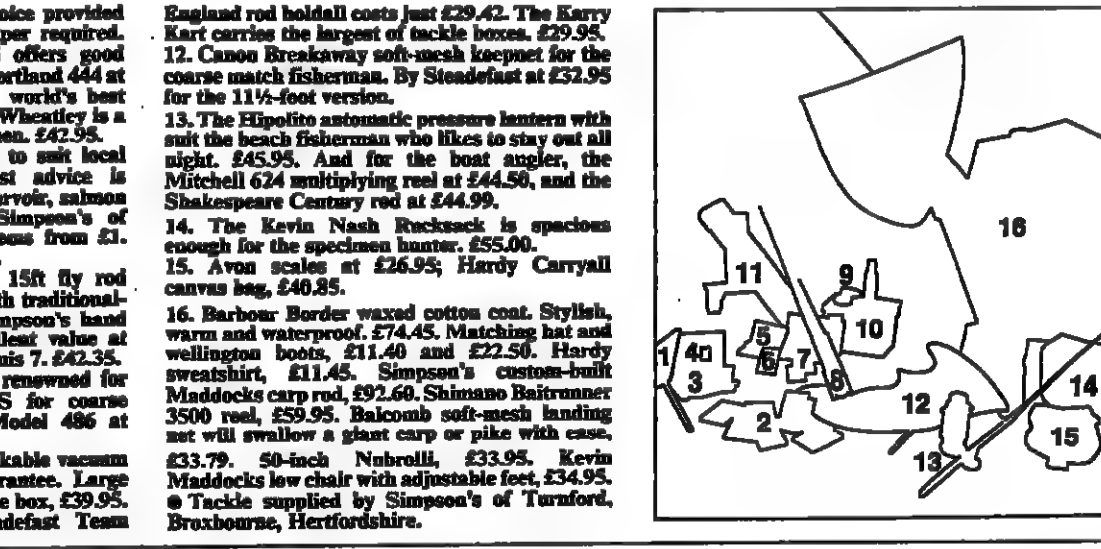 oice provided
per required.
offers good
ortland 444 at
world's best
Wheatley is a
en. £42.95.
to suit local
st advice is
ervoir, salmon
Simpson's of
eous from £1.
15ft fly rod
th traditional-
mpson's hand
lent value at
nis 7. £42.35.
renowned for
S for coarse
Model 486 at
kable vacuum
rantee. Large
e box, £39.95.
adefast Team
England rod holdall costs just £29.42. The Karry
Kart carries the largest of tackle boxes. £29.95.
12. Canon Breakaway soft-mesh keepnet for the
coarse match fisherman. By Steadefast at £32.95
for the 11½-foot version.
13. The Hipolito automatic pressure lantern with
suit the beach fisherman who likes to stay out all
night. £45.95. And for the boat angler, the
Mitchell 624 multiplying reel at £44.50, and the
Shakespeare Century rod at £44.99.
14. The Kevin Nash Rucksack is spacious
enough for the specimen hunter. £55.00.
15. Avon scales at £26.95; Hardy Carryall
canvas bag, £40.85.
16. Barbour Border waxed cotton coat. Stylish,
warm and waterproof. £74.45. Matching hat and
wellington boots, £11.40 and £22.50. Hardy
sweatshirt, £11.45. Simpson's custom-built
Maddocks carp rod, £92.60. Shimano Baitrunner
3500 reel, £59.95. Balcomb soft-mesh landing
net will swallow a giant carp or pike with ease,
£33.79. 50-inch Nubrolli, £33.95. Kevin
Maddocks low chair with adjustable feet, £34.95.
● Tackle supplied by Simpson's of Turnford,
Broxbourne, Hertfordshire.
16
11
9
10
5
6
7
8
1
4
3
2
12
13
14
15